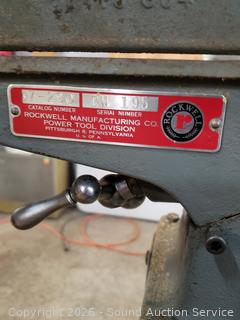 CATALOG NUMBER SERIAL NUMBER
ROCKWELL MANUFACTURING CO.
POWER TOOL DIVISION
PITTSBURGH 8, PENNSYLVANIA
U. S. OF A.
ROCKWELL
Copyright 2026 - Sound Auction Service